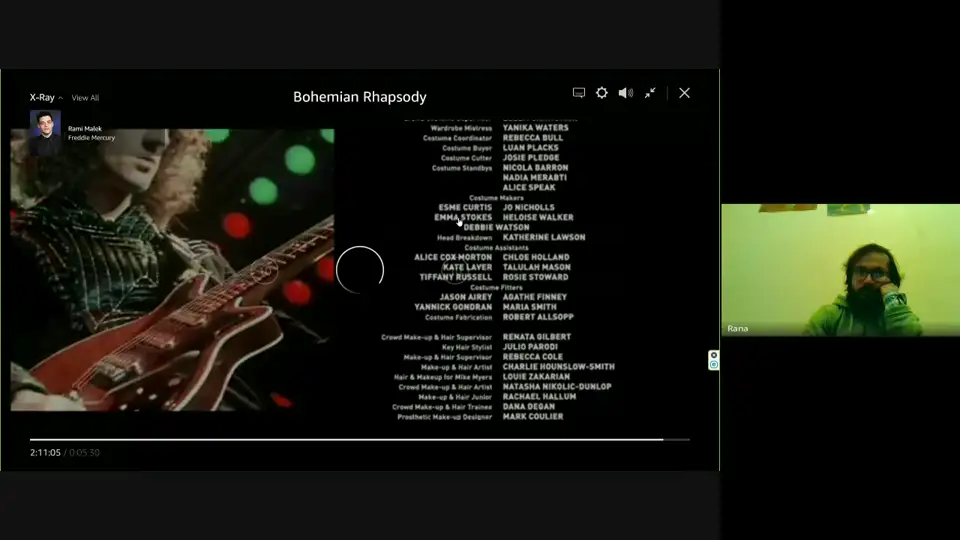 X-Ray View All
Bohemian Rhapsody
Rami Malek
Freddie Mercury
Wardrobe Mistress YANIKA WATERS
Costume Coordinator REBECCA BULL
Costume Buyer LUAN PLACKS
Costume Cutter JOSIE PLEDGE
Costume Standbys NICOLA BARRON
NADIA MERABTI
ALICE SPEAK
Costume Makers
ESME CURTIS JO NICHOLLS
EMMA STOKES HELOISE WALKER
DEBBIE WATSON
Head Breakdown KATHERINE LAWSON
Costume Assistants
ALICE COX-MORTON CHLOE HOLLAND
KATE LAVER TALULAH MASON
TIFFANY RUSSELL ROSIE STOWARD
Costume Fitters
JASON AIREY AGATHE FINNEY
YANNICK GONDRAN MARIA SMITH
Costume Fabrication ROBERT ALLSOPP
Crowd Make-up & Hair Supervisor RENATA GILBERT
Key Hair Stylist JULIO PARODI
Make-up & Hair Supervisor REBECCA COLE
Make-up & Hair Artist CHARLIE HOUNSLOW-SMITH
Hair & Makeup for Mike Myers LOUIE ZAKARIAN
Crowd Make-up & Hair Artist NATASHA NIKOLIC-DUNLOP
Make-up & Hair Junior RACHAEL HALLUM
Crowd Make-up & Hair Trainee DANA DEGAN
Prosthetic Make-up Designer MARK COULIER
2:11:05 / 0:05:30
Rana